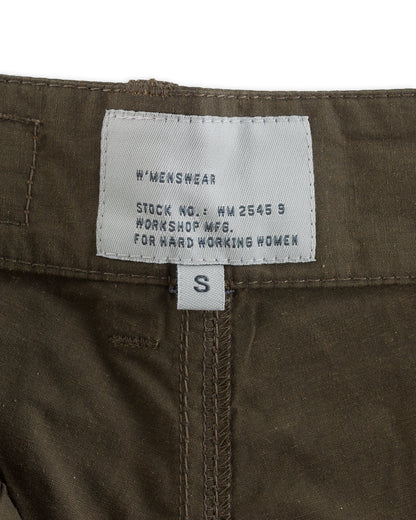 W'MENSWEAR
STOCK NO.: WM 2545 9
WORKSHOP MFG.
FOR HARD WORKING WOMEN
S